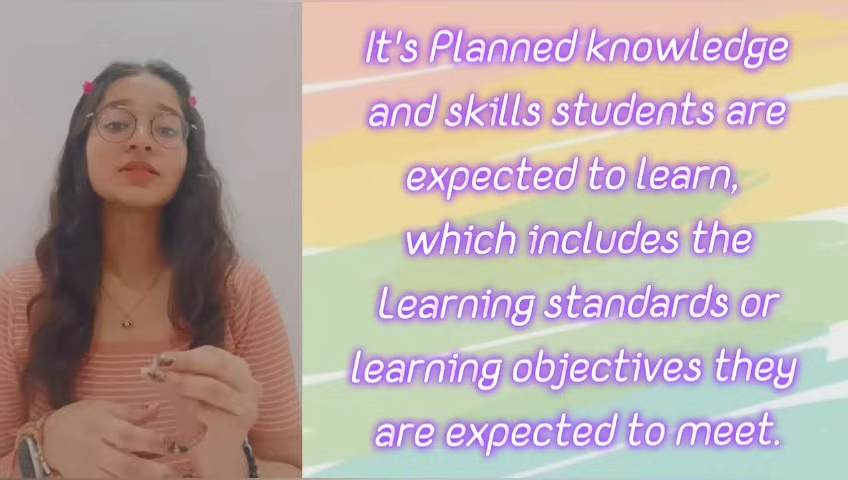 It's Planned knowledge
and skills students are
expected to learn,
which includes the
Learning standards or
learning objectives they
are expected to meet.